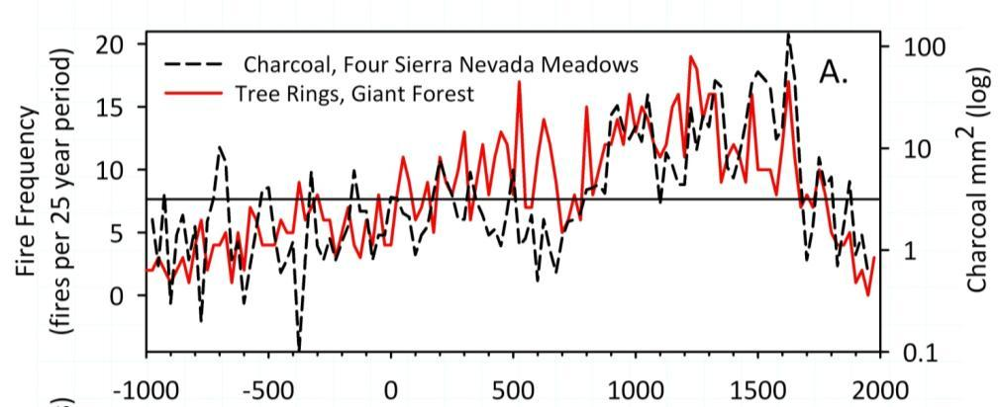 Fire Frequency
(fires per 25 year period)
20
15
10
5
0
Charcoal, Four Sierra Nevada Meadows
Tree Rings, Giant Forest
A.
100
10
1
0.1
Charcoal mm² (log)
-1000
-500
0
500
1000
1500
2000